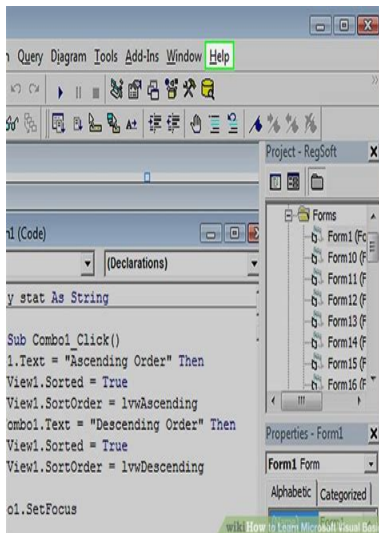 Query Diagram Tools Add-Ins Window Help
Project - RegSoft
Forms
Form1 (Fo
Form10 (F
Form11 (F
Form12 (F
Form13 (F
Form14 (F
Form15 (F
Form16 (F
(Code)
(Declarations)
y stat As String
Sub Combo1_Click()
1.Text = "Ascending Order" Then
View1.Sorted = True
View1.SortOrder = lvwAscending
ombo1.Text = "Descending Order" Then
View1.Sorted = True
View1.SortOrder = lvwDescending
o1.SetFocus
Properties - Form1
Form1 Form
Alphabetic Categorized
wikiHow to Learn Microsoft Visual Basi